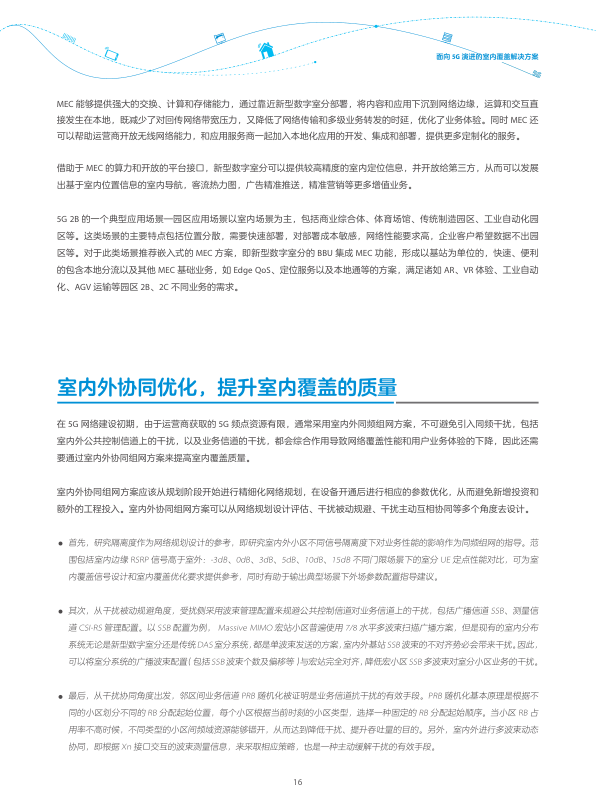 面向 5G 演进的室内覆盖解决方案
MEC 能够提供强大的交换、计算和存储能力，通过靠近新型数字室分部署，将内容和应用下沉到网络边缘，运算和交互直
接发生在本地，既减少了对回传网络带宽压力，又降低了网络传输和多级业务转发的时延，优化了业务体验。同时 MEC 还
可以帮助运营商开放无线网络能力，和应用服务商一起加入本地化应用的开发、集成和部署，提供更多定制化的服务。
借助于 MEC 的算力和开放的平台接口，新型数字室分可以提供较高精度的室内定位信息，并开放给第三方，从而可以发展
出基于室内位置信息的室内导航，客流热力图，广告精准推送，精准营销等更多增值业务。
5G 2B 的一个典型应用场景—园区应用场景以室内场景为主，包括商业综合体、体育场馆、传统制造园区、工业自动化园
区等。这类场景的主要特点包括位置分散，需要快速部署，对部署成本敏感，网络性能要求高，企业客户希望数据不出园
区等。对于此类场景推荐嵌入式的 MEC 方案，即新型数字室分的 BBU 集成 MEC 功能，形成以基站为单位的，快速、便利
的包含本地分流以及其他 MEC 基础业务，如 Edge QoS、定位服务以及本地通等的方案，满足诸如 AR、VR 体验、工业自动
化、AGV 运输等园区 2B、2C 不同业务的需求。
室内外协同优化，提升室内覆盖的质量
在 5G 网络建设初期，由于运营商获取的 5G 频点资源有限，通常采用室内外同频组网方案，不可避免引入同频干扰，包括
室内外公共控制信道上的干扰，以及业务信道的干扰，都会综合作用导致网络覆盖性能和用户业务体验的下降，因此还需
要通过室内外协同组网方案来提高室内覆盖质量。
室内外协同组网方案应该从规划阶段开始进行精细化网络规划，在设备开通后进行相应的参数优化，从而避免新增投资和
额外的工程投入。室内外协同组网方案可以从网络规划设计评估、干扰被动规避、干扰主动互相协同等多个角度去设计。
● 首先，研究隔离度作为网络规划设计的参考，即研究室内外小区不同信号隔离度下对业务性能的影响作为同频组网的指导。范
围包括室内边缘 RSRP 信号高于室外：-3dB、0dB、3dB、5dB、10dB、15dB 不同门限场景下的室分 UE 定点性能对比，可为室
内覆盖信号设计和室内覆盖优化要求提供参考，同时有助于输出典型场景下外场参数配置指导建议。
● 其次，从干扰被动规避角度，受扰侧采用波束管理配置来规避公共控制信道对业务信道上的干扰，包括广播信道 SSB、测量信
道 CSI-RS 管理配置。以 SSB 配置为例， Massive MIMO 宏站小区普遍使用 7/8 水平多波束扫描广播方案，但是现有的室内分布
系统无论是新型数字室分还是传统 DAS 室分系统，都是单波束发送的方案，室内外基站 SSB 波束的不对齐势必会带来干扰。因此，
可以将室分系统的广播波束配置（包括 SSB 波束个数及偏移等）与宏站完全对齐，降低宏小区 SSB 多波束对室分小区业务的干扰。
● 最后，从干扰协同角度出发，邻区间业务信道 PRB 随机化被证明是业务信道抗干扰的有效手段。PRB 随机化基本原理是根据不
同的小区划分不同的 RB 分配起始位置，每个小区根据当前时刻的小区类型，选择一种固定的 RB 分配起始顺序。当小区 RB 占
用率不高时候，不同类型的小区间频域资源能够错开，从而达到降低干扰、提升吞吐量的目的。另外，室内外进行多波束动态
协同，即根据 Xn 接口交互的波束测量信息，来采取相应策略，也是一种主动缓解干扰的有效手段。
16